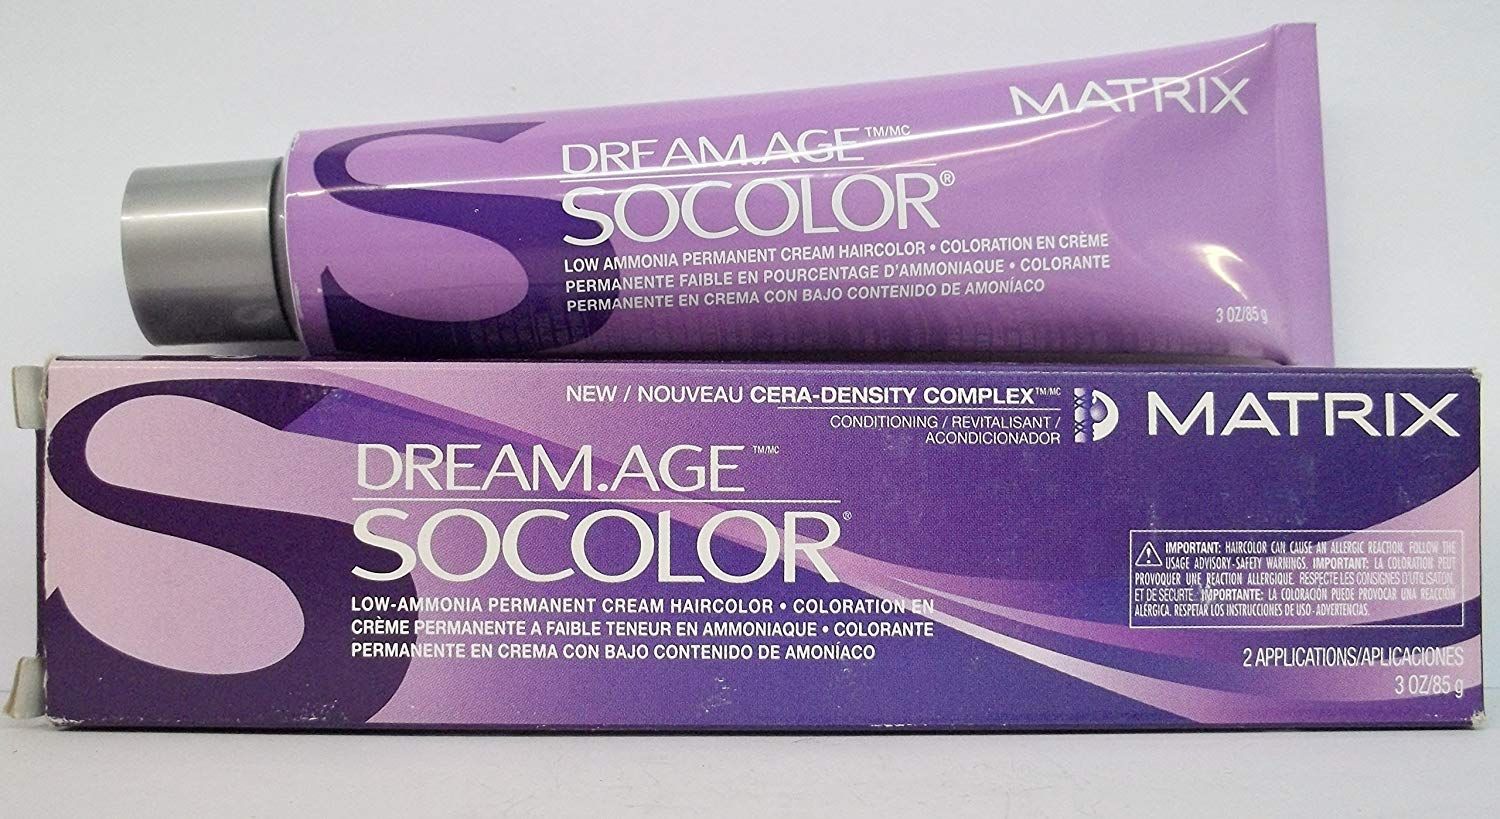 MATRIX
DREAM.AGE TM/MC
SOCOLOR®
LOW AMMONIA PERMANENT CREAM HAIRCOLOR • COLORATION EN CRÈME
PERMANENTE FAIBLE EN POURCENTAGE D'AMMONIAQUE • COLORANTE
PERMANENTE EN CREMA CON BAJO CONTENIDO DE AMONÍACO
3 OZ/85 g
NEW / NOUVEAU CERA-DENSITY COMPLEX TM/MC
CONDITIONING / REVITALISANT /
ACONDICIONADOR
MATRIX
DREAM.AGE TM/MC
SOCOLOR®
LOW-AMMONIA PERMANENT CREAM HAIRCOLOR • COLORATION EN
CRÈME PERMANENTE A FAIBLE TENEUR EN AMMONIAQUE • COLORANTE
PERMANENTE EN CREMA CON BAJO CONTENIDO DE AMONÍACO
IMPORTANT: HAIRCOLOR CAN CAUSE AN ALLERGIC REACTION. FOLLOW THE
USAGE ADVISORY-SAFETY WARNINGS. IMPORTANT: LA COLORATION PEUT
PROVOQUER UNE REACTION ALLERGIQUE. RESPECTE LES CONSIGNES D'UTILISATION
ET DE SECURTE. IMPORTANTE: LA COLORACIÓN PUEDE PROVOCAR UNA REACCIÓN
ALÉRGICA. RESPETAR LOS INSTRUCCIONES DE USO - ADVERTENCIAS.
2 APPLICATIONS/APLICACIONES
3 OZ/85 g